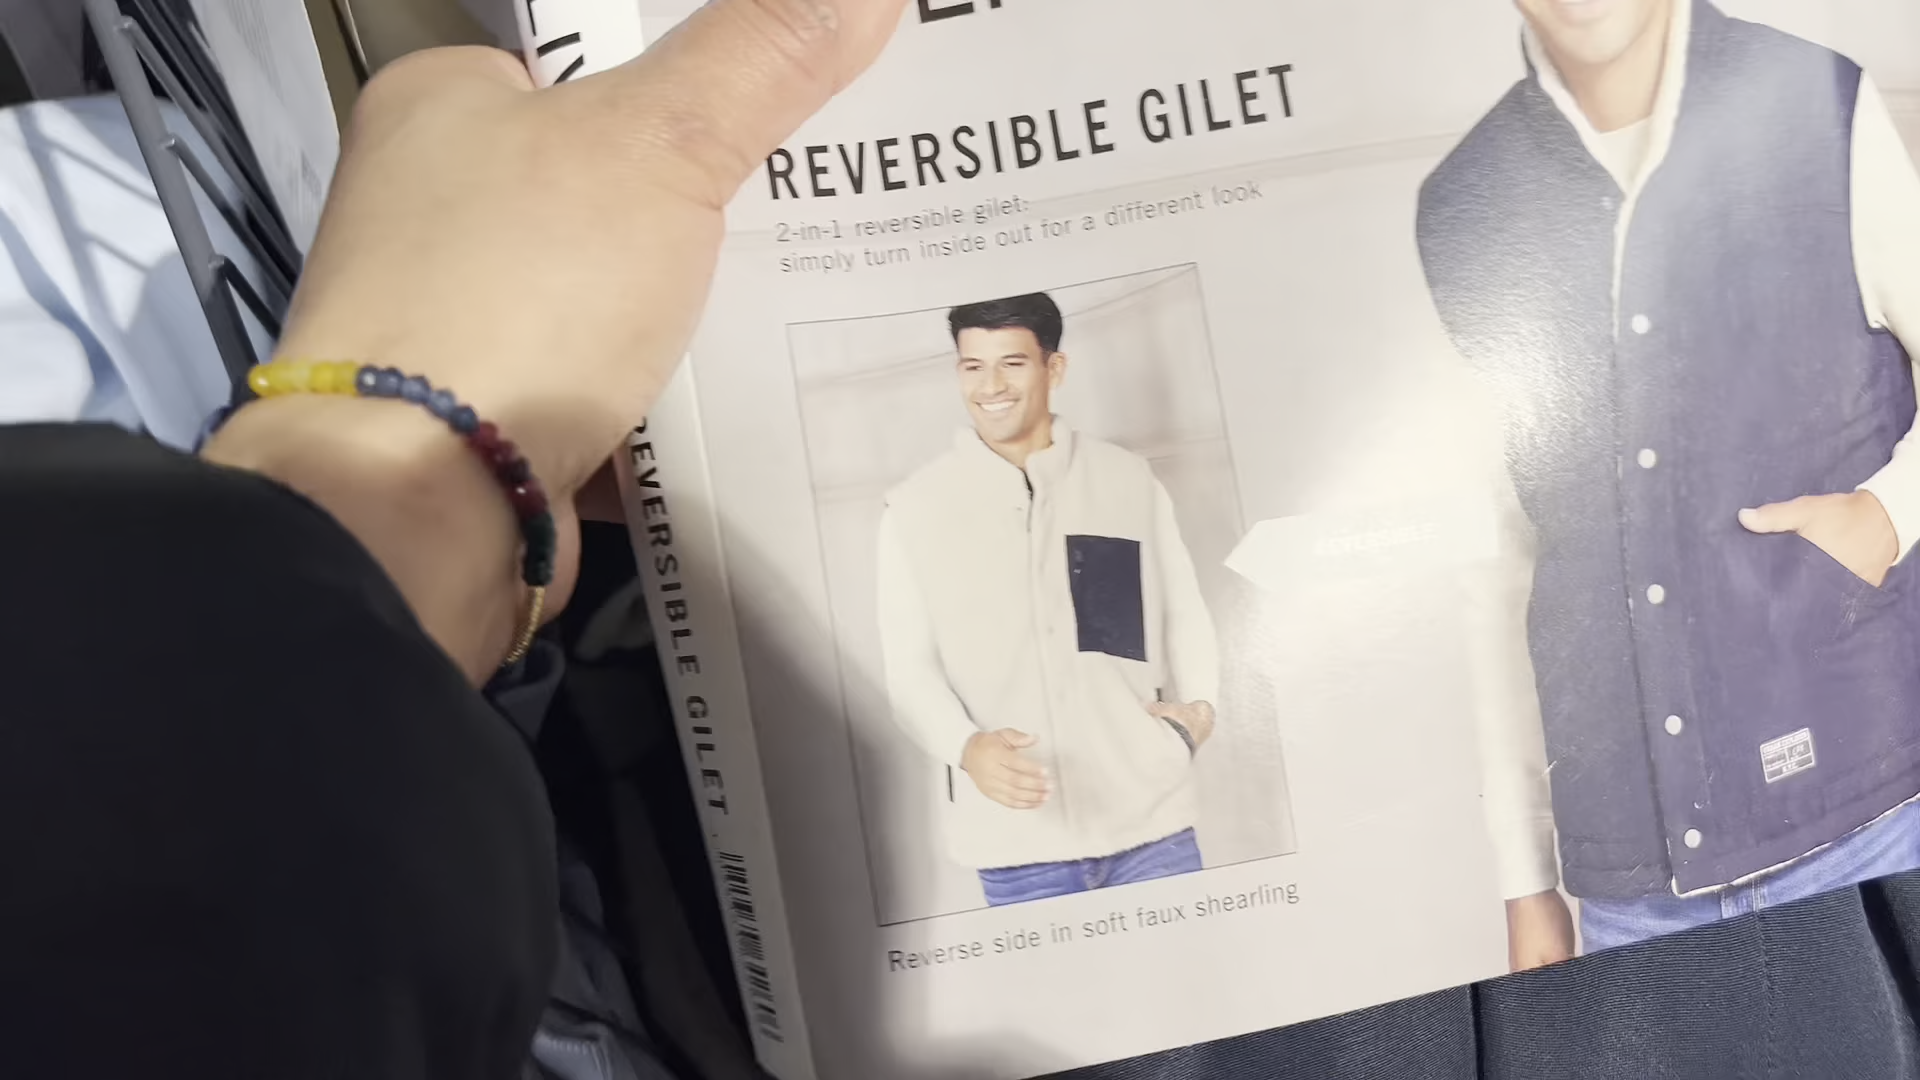 REVERSIBLE GILET
2-in-1 reversible gilet:
simply turn inside out for a different look
Reverse side in soft faux shearling
REVERSIBLE GILET